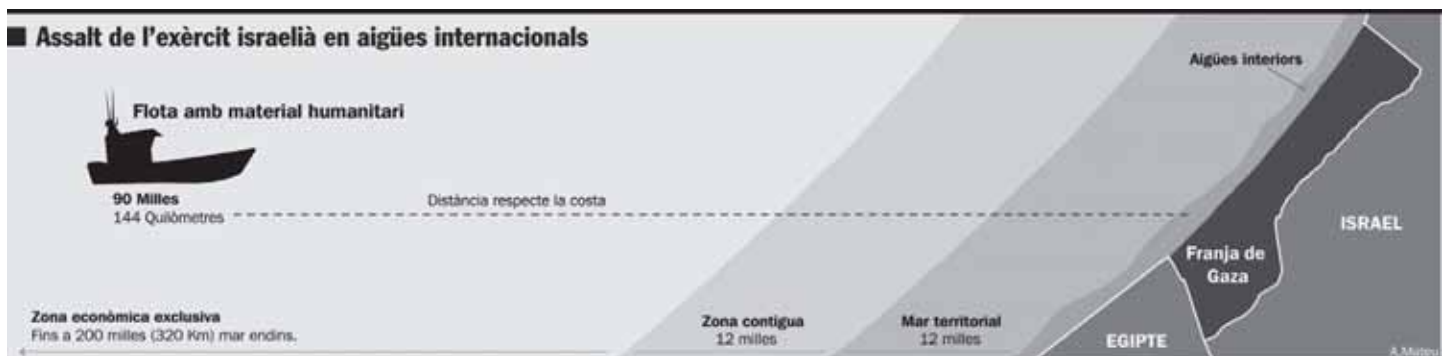 Assalt de l'exèrcit israelià en aigües internacionals
Aigües interiors
Flota amb material humanitari
90 Milles
144 Quilòmetres
Distància respecte la costa
ISRAEL
Franja de
Gaza
Zona econòmica exclusiva
Fins a 200 milles (320 Km) mar endins.
Zona contigua
12 milles
Mar territorial
12 milles
EGIPTE
A.Mateu